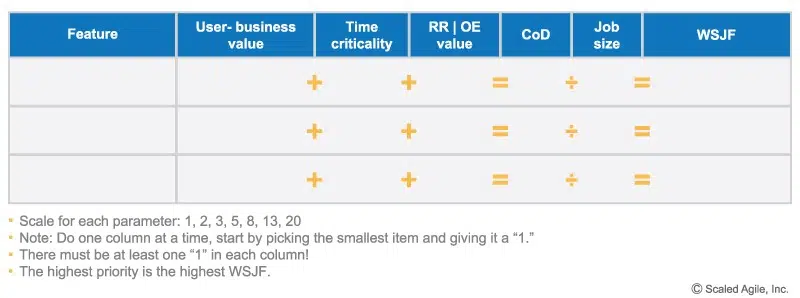 Feature User- business value Time criticality RR | OE value CoD Job size WSJF
+ + = ÷ =
+ + = ÷ =
+ + = ÷ =
Scale for each parameter: 1, 2, 3, 5, 8, 13, 20
Note: Do one column at a time, start by picking the smallest item and giving it a “1.”
There must be at least one “1” in each column!
The highest priority is the highest WSJF.
© Scaled Agile, Inc.